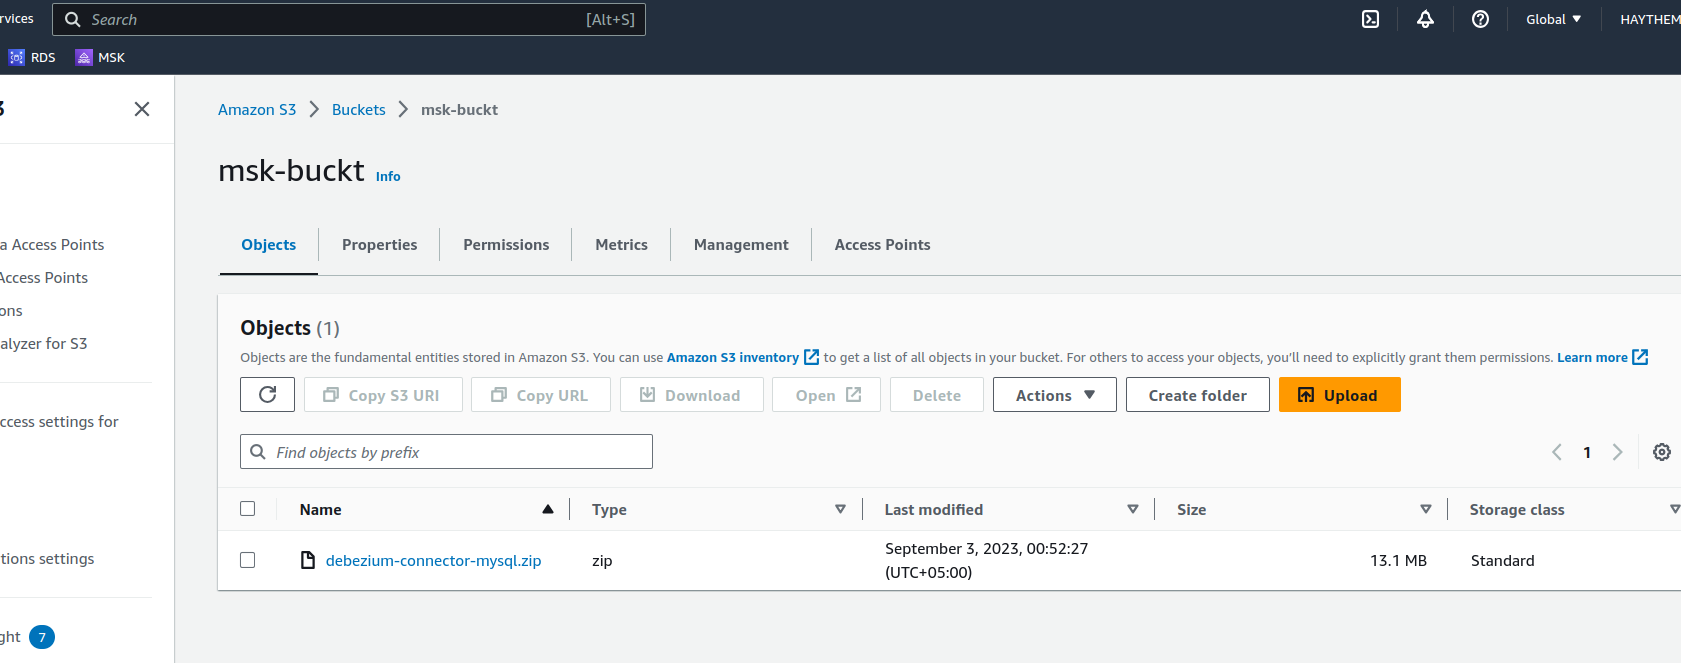 rvices Search [Alt+S] Global HAYTHEM
RDS MSK
3
Amazon S3 Buckets msk-buckt
msk-buckt Info
a Access Points
Access Points
ons
alyzer for S3
ccess settings for
tions settings
ght 7
Objects Properties Permissions Metrics Management Access Points
Objects (1)
Objects are the fundamental entities stored in Amazon S3. You can use Amazon S3 inventory to get a list of all objects in your bucket. For others to access your objects, you'll need to explicitly grant them permissions. Learn more
Copy S3 URI Copy URL Download Open Delete Actions Create folder Upload
Find objects by prefix 1
Name Type Last modified Size Storage class
debezium-connector-mysql.zip zip September 3, 2023, 00:52:27 (UTC+05:00) 13.1 MB Standard